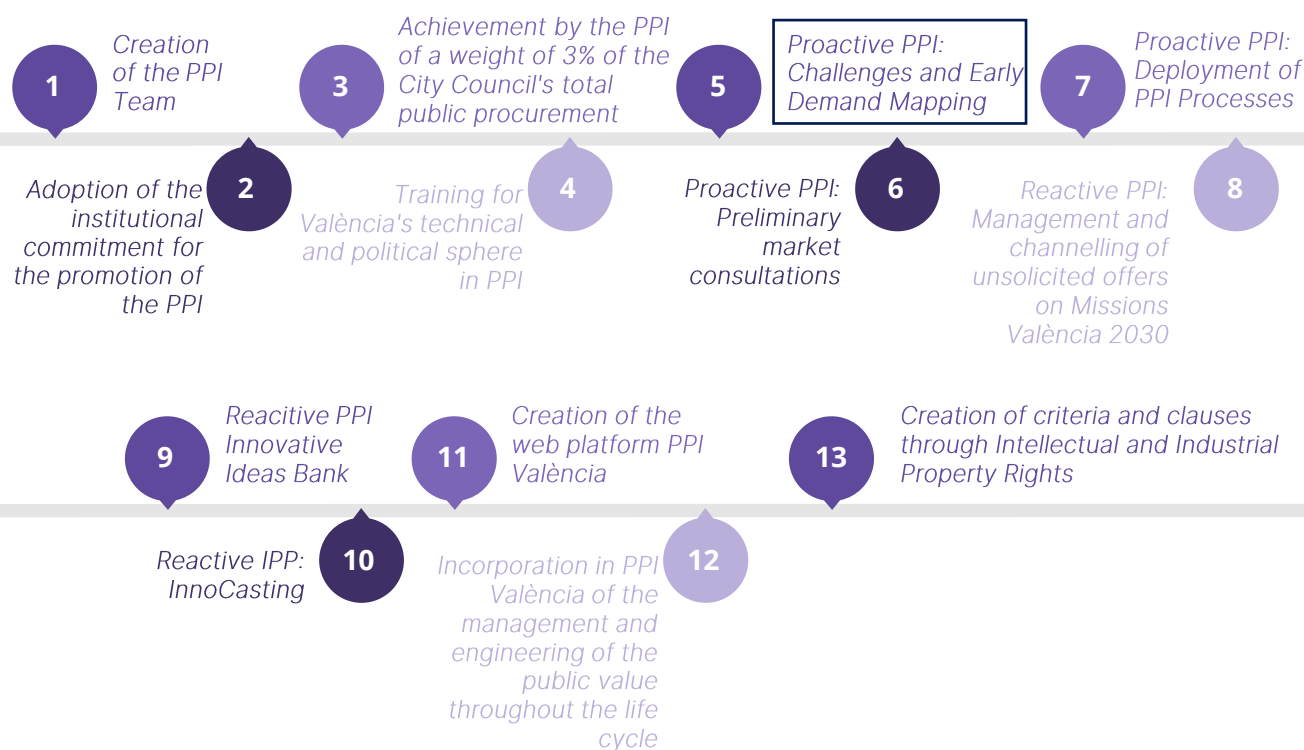 1
Creation
of the PPI
Team
2
Adoption of the
institutional
commitment for
the promotion of
the PPI
3
Achievement by the PPI
of a weight of 3% of the
City Council's total
public procurement
4
Training for
València's technical
and political sphere
in PPI
5
Proactive PPI:
Challenges and Early
Demand Mapping
6
Proactive PPI:
Preliminary
market
consultations
7
Proactive PPI:
Deployment of
PPI Processes
8
Reactive PPI:
Management and
channelling of
unsolicited offers
on Missions
València 2030
9
Reacitive PPI
Innovative
Ideas Bank
10
Reactive IPP:
InnoCasting
11
Creation of the
web platform PPI
València
12
Incorporation in PPI
València of the
management and
engineering of the
public value
throughout the life
cycle
13
Creation of criteria and clauses
through Intellectual and Industrial
Property Rights